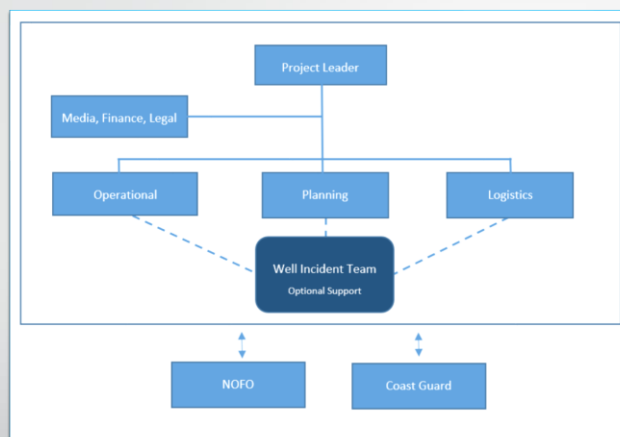 Project Leader
Media, Finance, Legal
Operational
Planning
Logistics
Well Incident Team
Optional Support
NOFO
Coast Guard